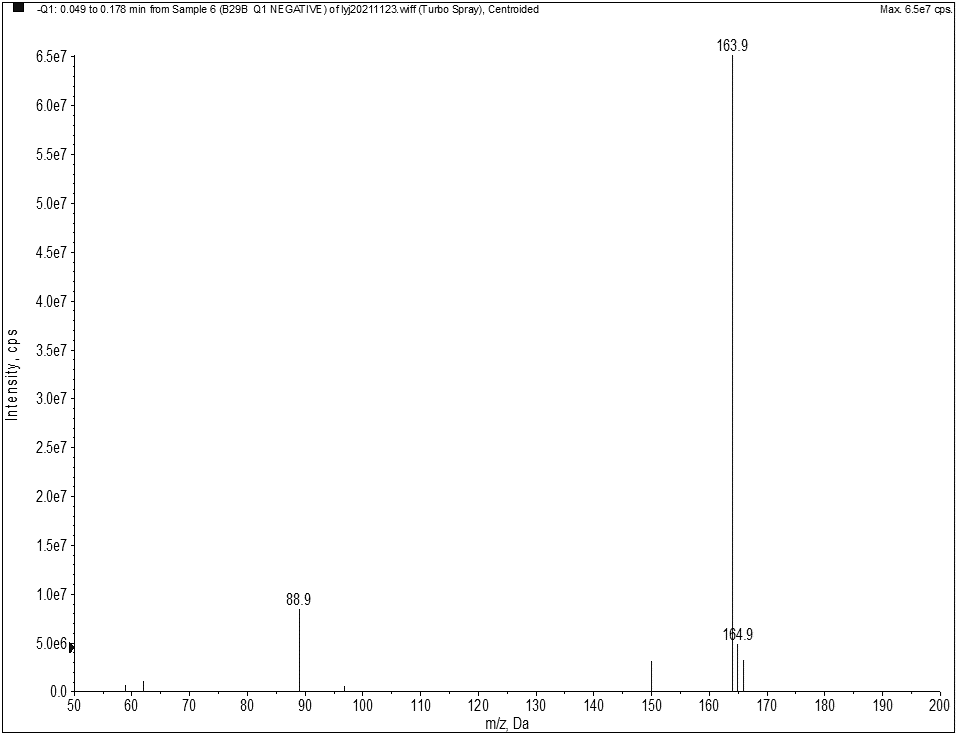 -Q1: 0.049 to 0.178 min from Sample 6 (B29B Q1 NEGATIVE) of lyj20211123.wiff (Turbo Spray), Centroided Max. 6.5e7 cps.
163.9
6.5e7
6.0e7
5.5e7
5.0e7
4.5e7
4.0e7
3.5e7
3.0e7
2.5e7
2.0e7
1.5e7
1.0e7
5.0e6
0.0
Intensity, cps
88.9
164.9
50 60 70 80 90 100 110 120 130 140 150 160 170 180 190 200
m/z, Da